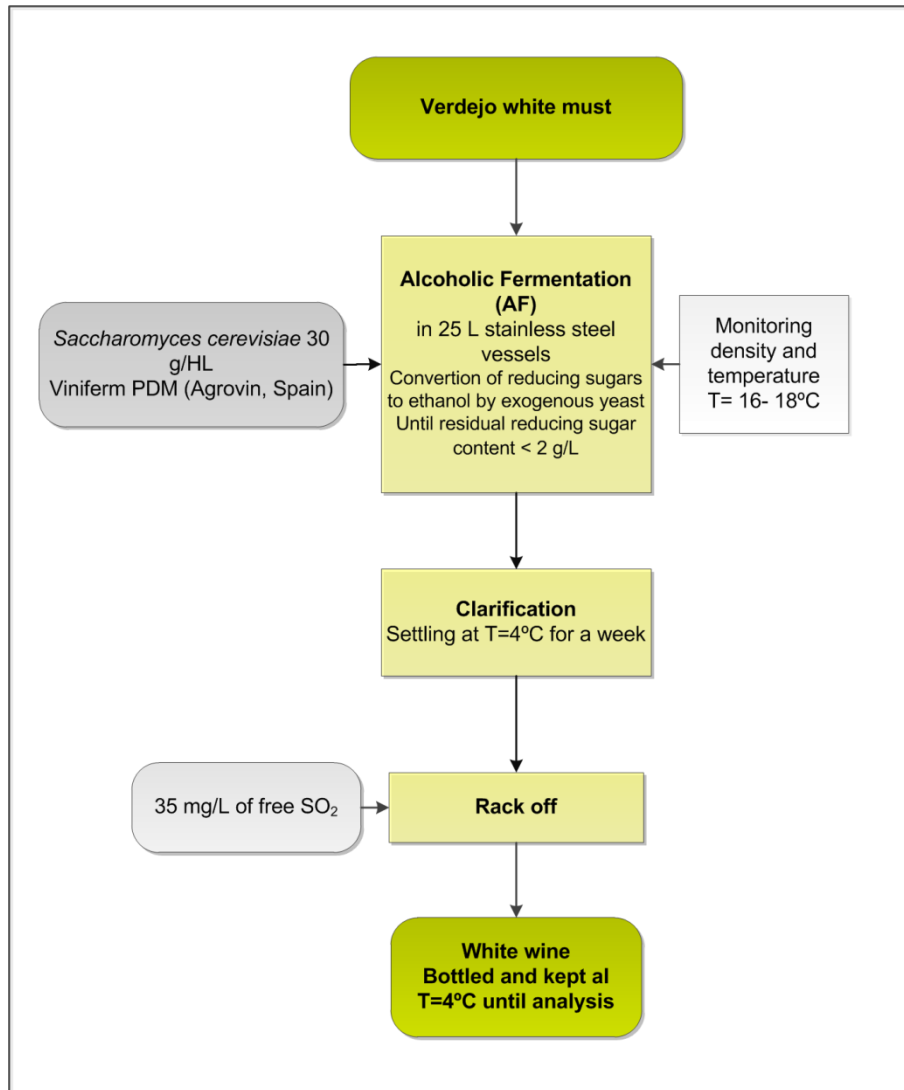 Verdejo white must
Alcoholic Fermentation
(AF)
in 25 L stainless steel
vessels
Convertion of reducing sugars
to ethanol by exogenous yeast
Until residual reducing sugar
content < 2 g/L
Saccharomyces cerevisiae 30
g/HL
Viniferm PDM (Agrovin, Spain)
Monitoring
density and
temperature
T= 16- 18ºC
Clarification
Settling at T=4ºC for a week
35 mg/L of free SO₂
Rack off
White wine
Bottled and kept al
T=4ºC until analysis